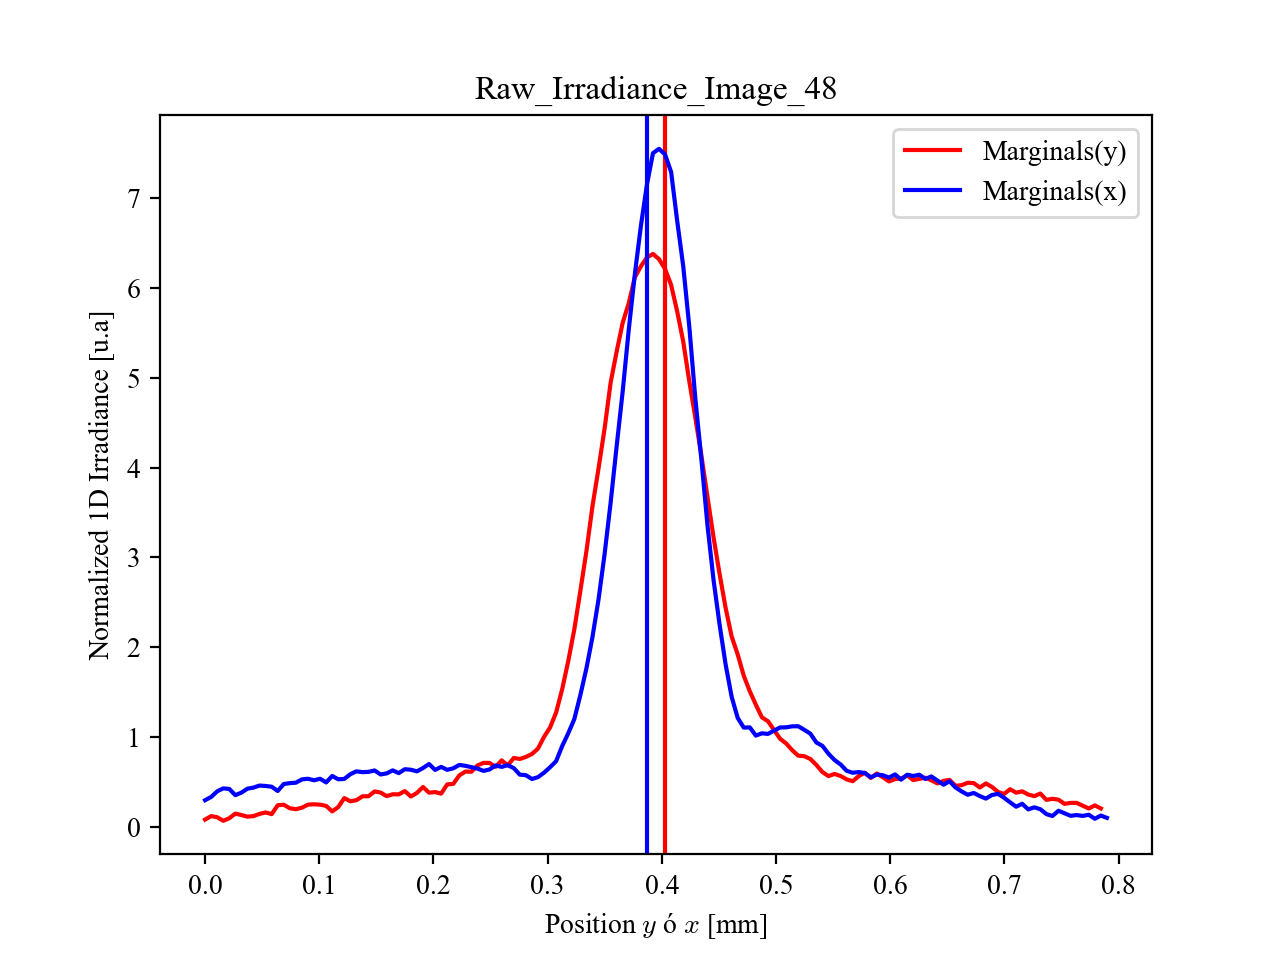 Raw_Irradiance_Image_48
Marginals(y)
Marginals(x)
Normalized 1D Irradiance [u.a]
7
6
5
4
3
2
1
0
0.0 0.1 0.2 0.3 0.4 0.5 0.6 0.7 0.8
Position y ó x [mm]